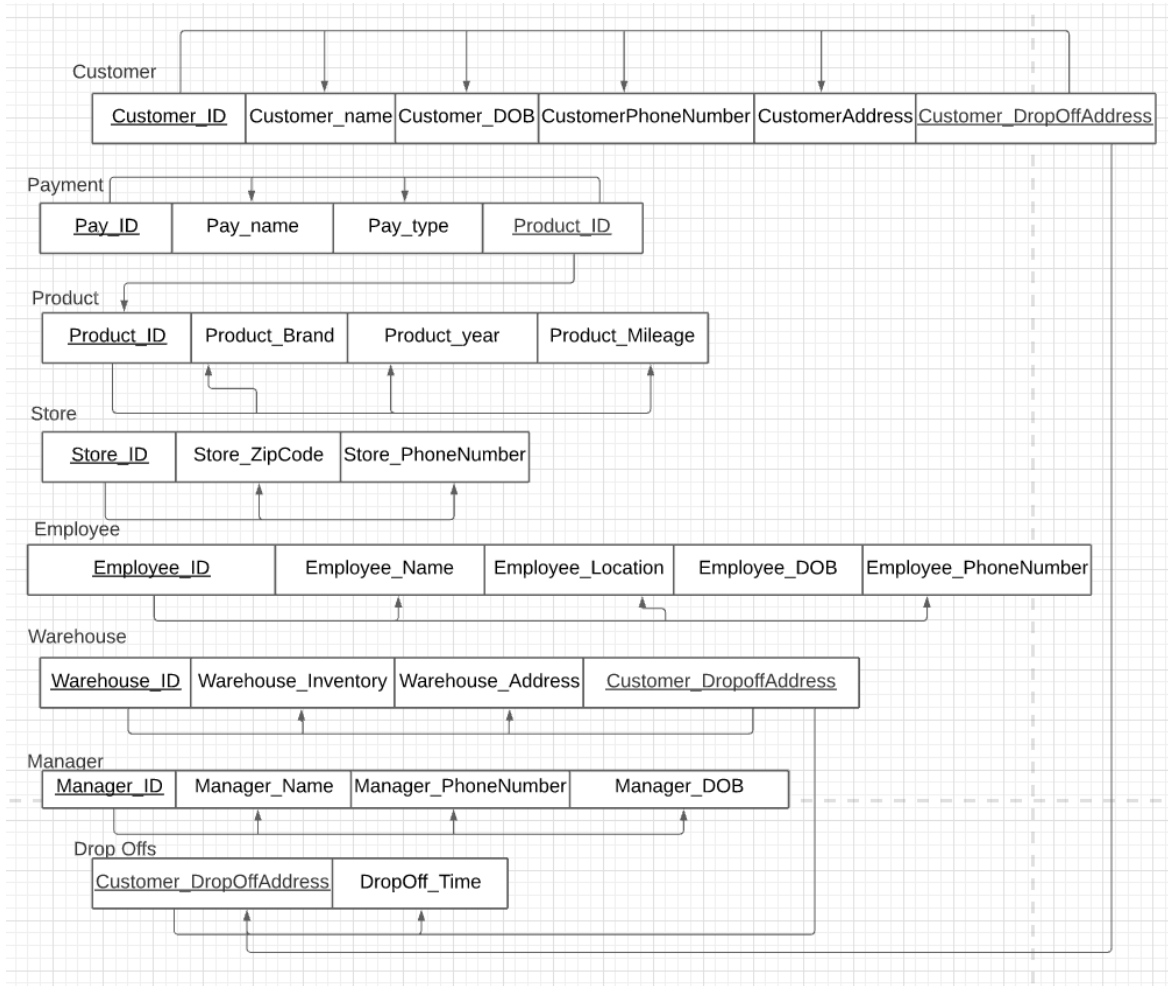 Customer
Customer_ID Customer_name Customer_DOB CustomerPhoneNumber CustomerAddress Customer_DropOffAddress
Payment
Pay_ID Pay_name Pay_type Product_ID
Product
Product_ID Product_Brand Product_year Product_Mileage
Store
Store_ID Store_ZipCode Store_PhoneNumber
Employee
Employee_ID Employee_Name Employee_Location Employee_DOB Employee_PhoneNumber
Warehouse
Warehouse_ID Warehouse_Inventory Warehouse_Address Customer_DropoffAddress
Manager
Manager_ID Manager_Name Manager_PhoneNumber Manager_DOB
Drop Offs
Customer_DropOffAddress DropOff_Time